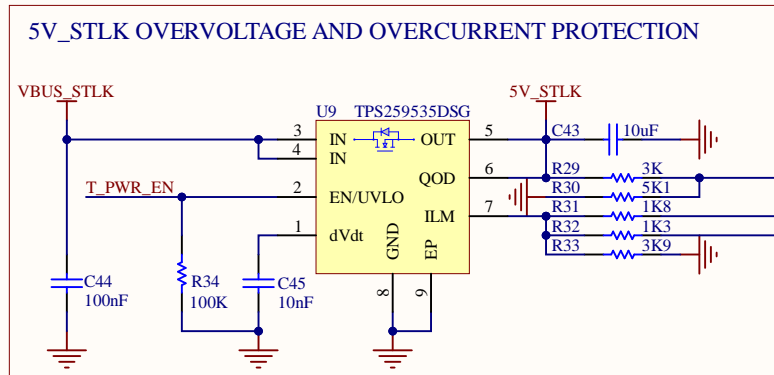 5V_STLK OVERVOLTAGE AND OVERCURRENT PROTECTION
VBUS_STLK
5V_STLK
U9 TPS259535DSG
C43 10uF
3 IN OUT 5
4 IN
QOD 6 R29 3K
T_PWR_EN 2 EN/UVLO R30 5K1
ILM 7 R31 1K8
1 dVdt R32 1K3
R33 3K9
GND EP
C44 100nF
R34 100K
C45 10nF
8 9